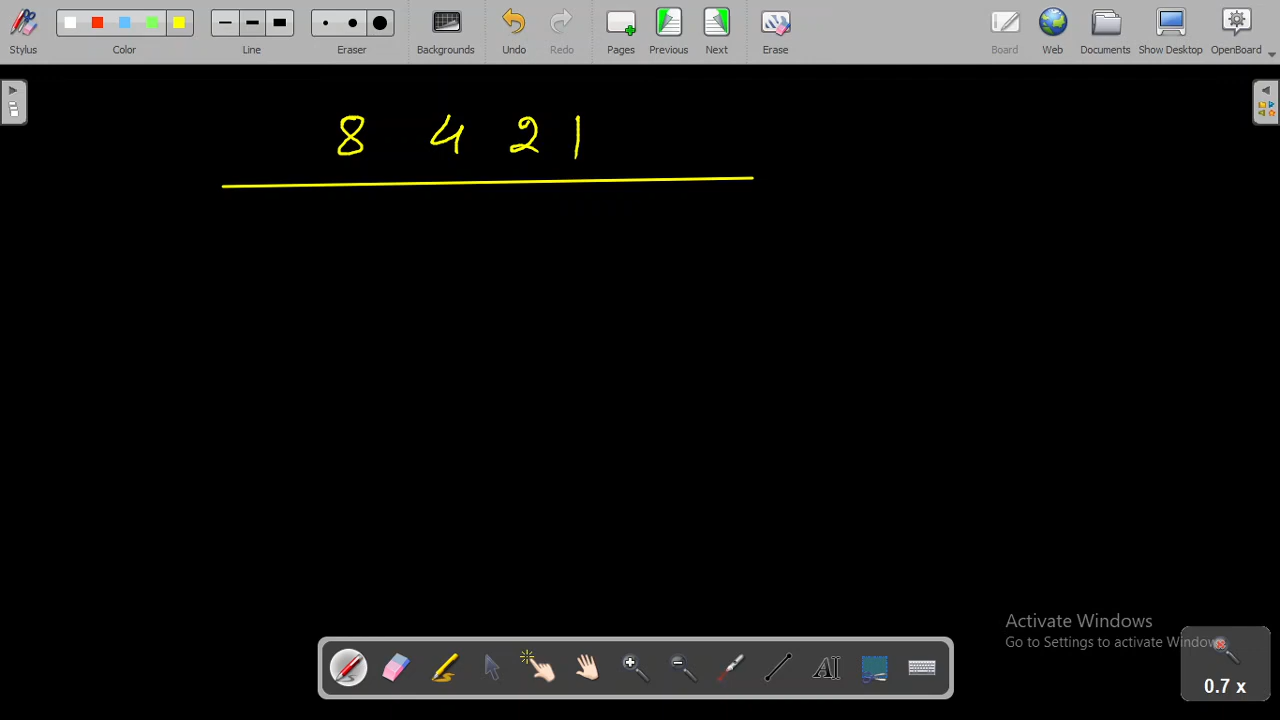 Stylus Color Line Eraser Backgrounds Undo Redo Pages Previous Next Erase Board Web Documents Show Desktop OpenBoard
8 4 2 1
Activate Windows
Go to Settings to activate Windows
AI
0.7 x